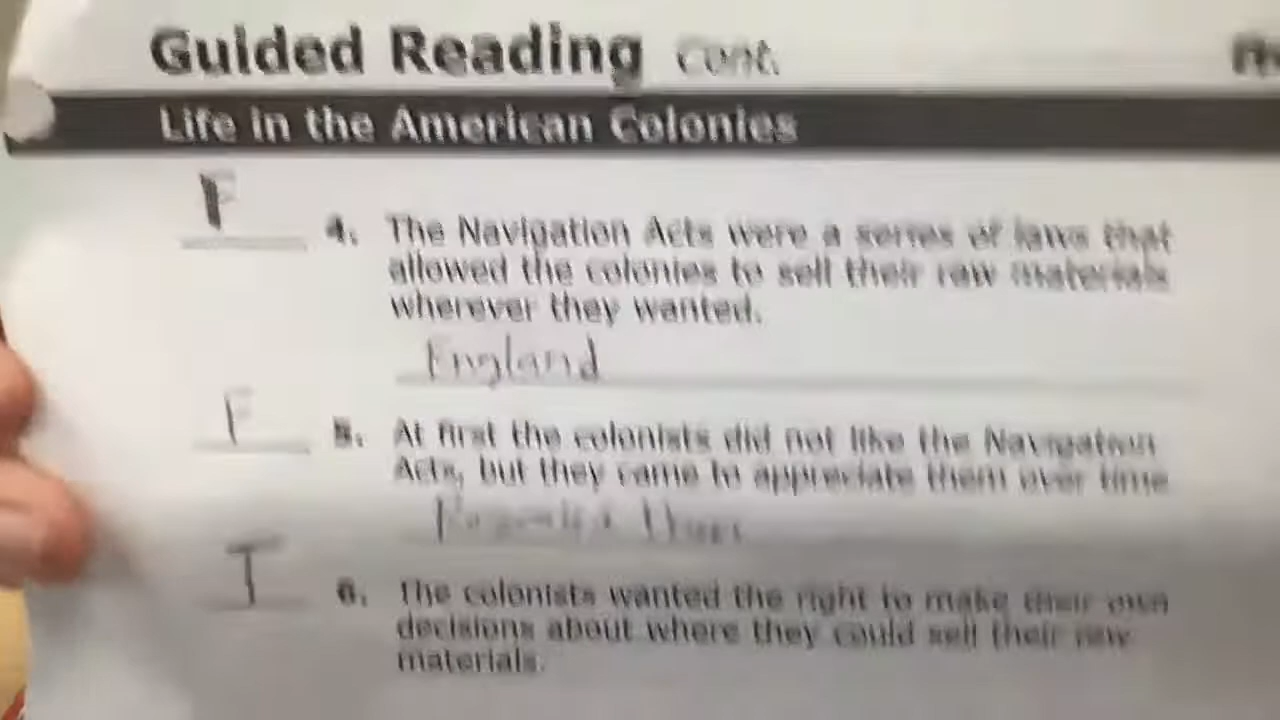 Guided Reading cont.
Life in the American Colonies
F
4. The Navigation Acts were a series of laws that
allowed the colonies to sell their raw materials
wherever they wanted.
England
F
5. At first the colonists did not like the Navigation
Acts, but they came to appreciate them over time
T
6. The colonists wanted the right to make their own
decisions about where they could sell their raw
materials.